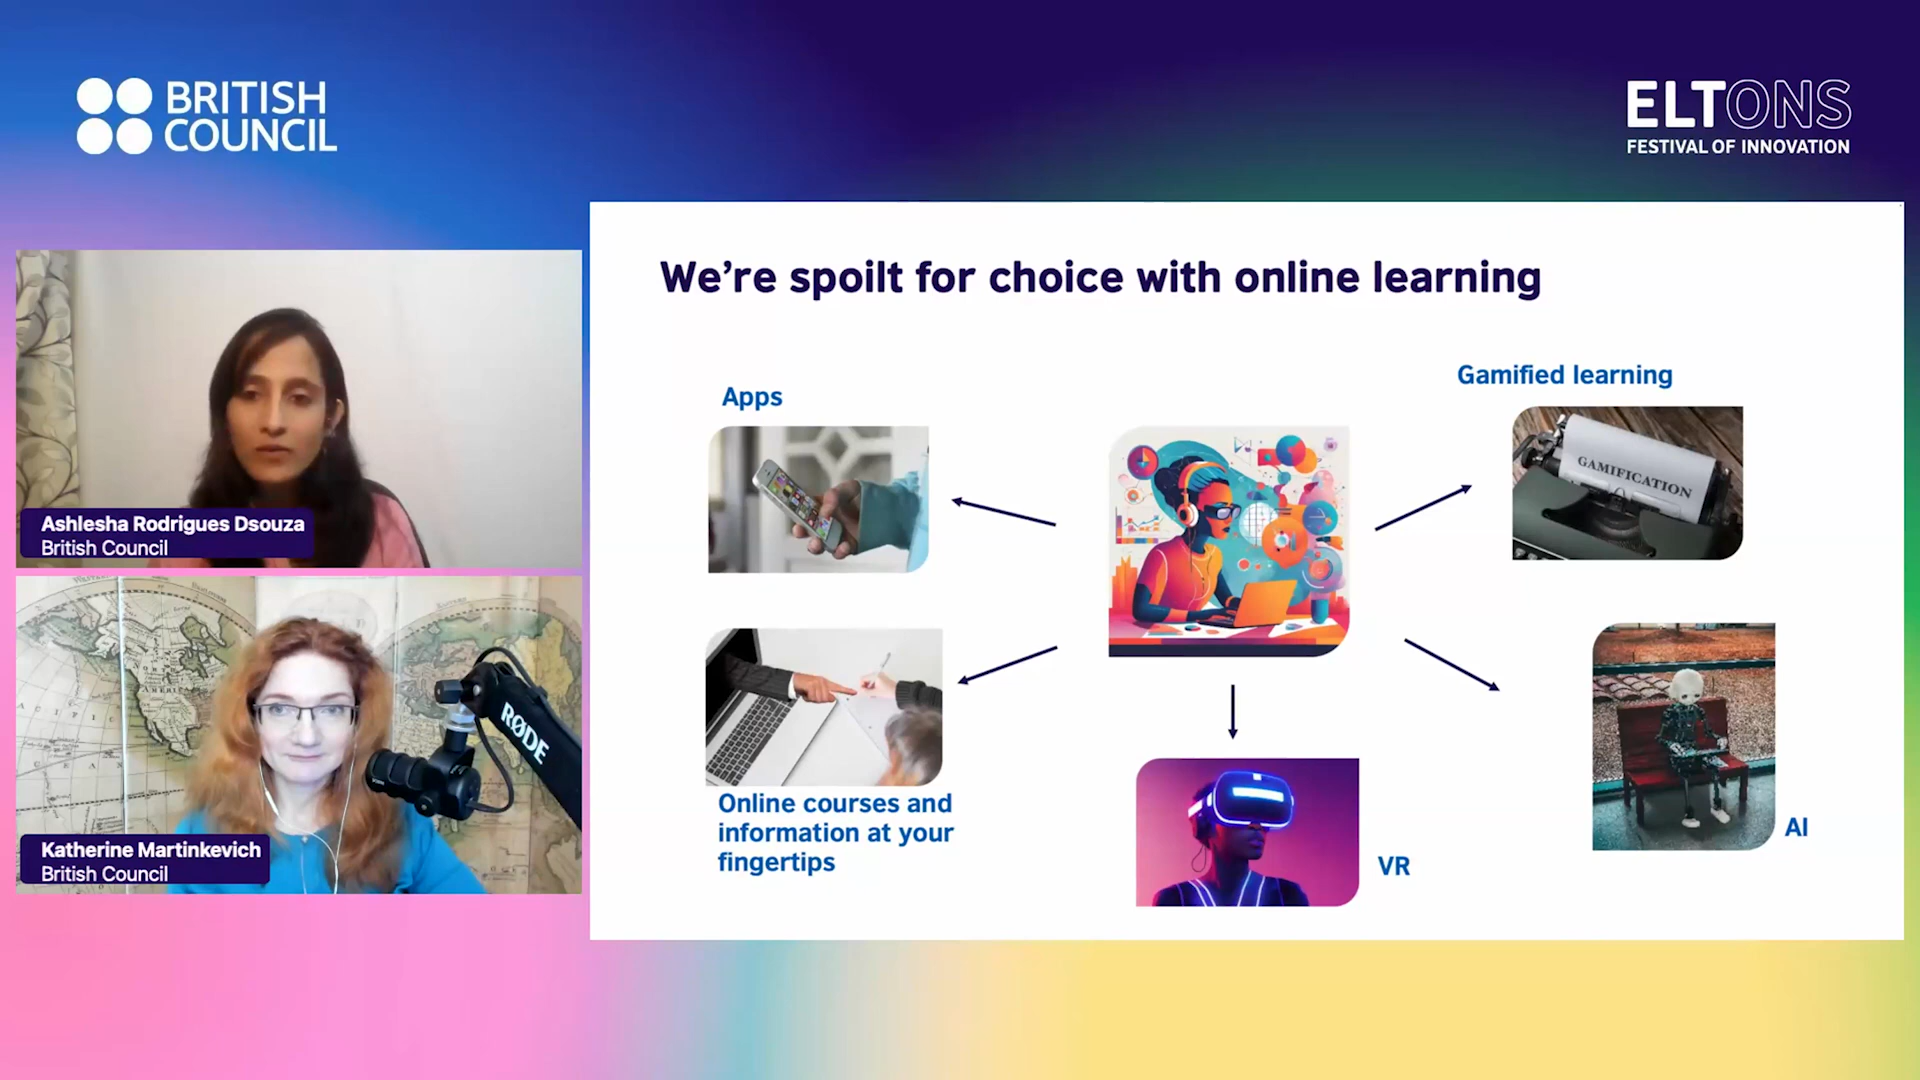 BRITISH
COUNCIL
ELTONS
FESTIVAL OF INNOVATION
Ashlesha Rodrigues Dsouza
British Council
RØDE
Katherine Martinkevich
British Council
We're spoilt for choice with online learning
Apps
Gamified learning
GAMIFICATION
Online courses and
information at your
fingertips
VR
AI